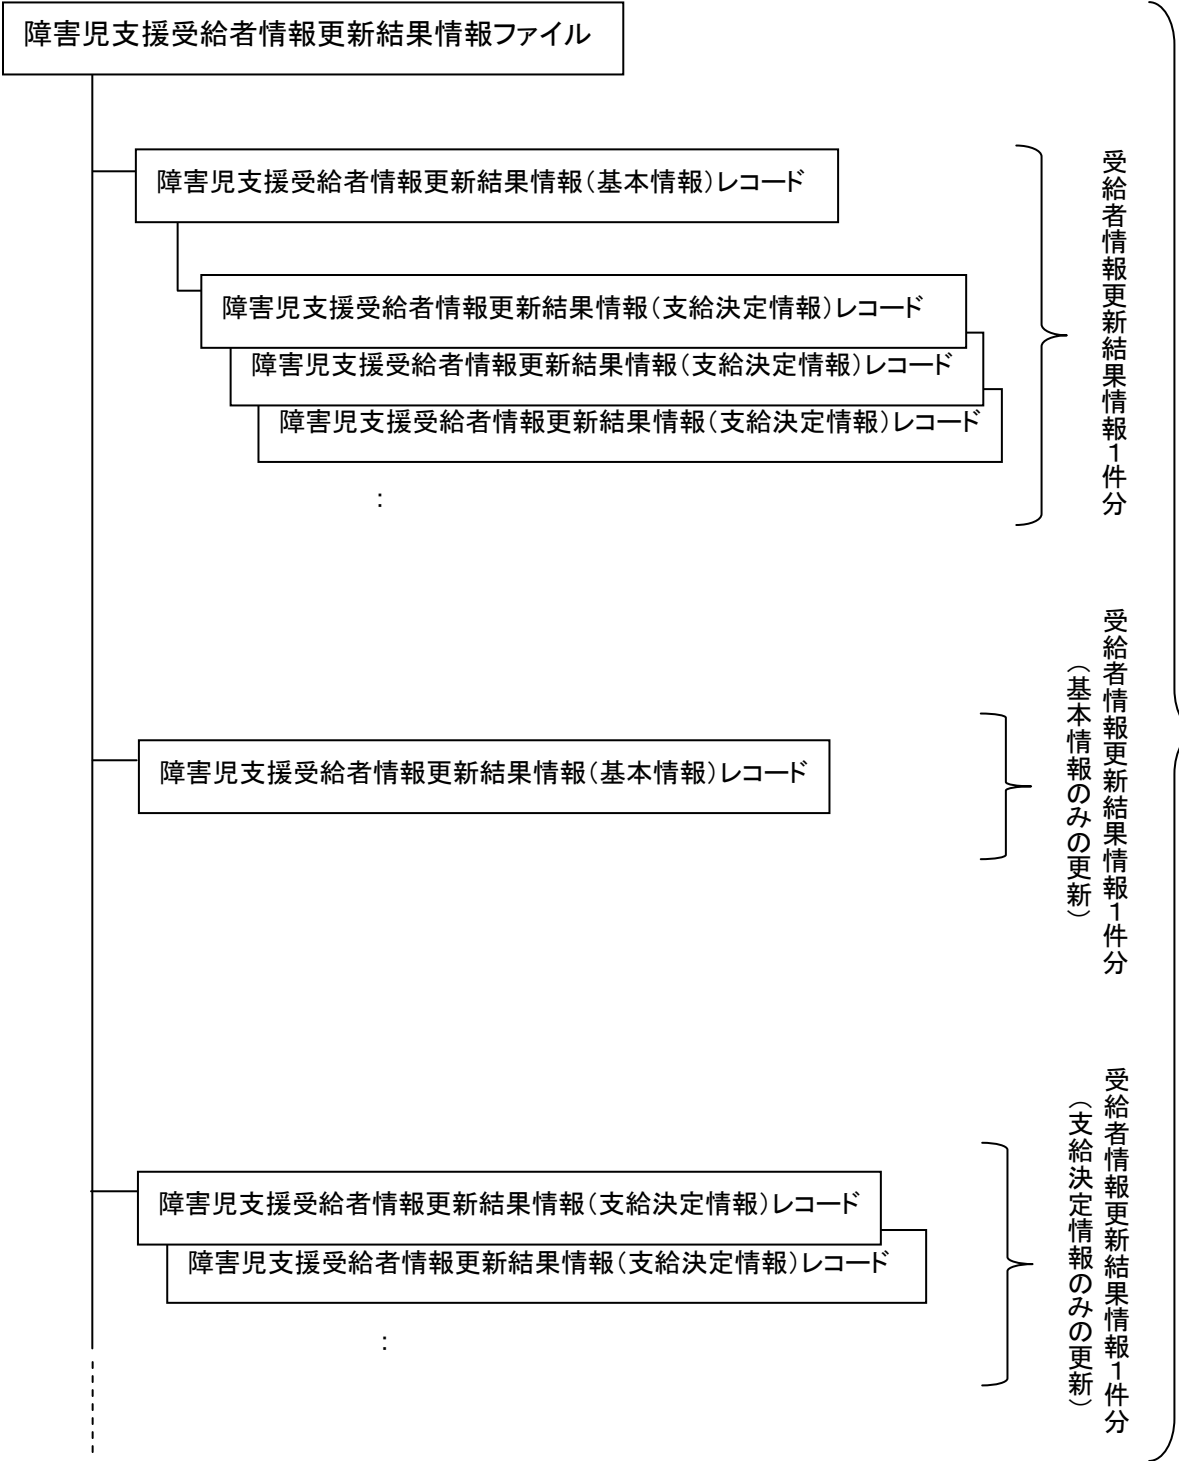 障害児支援受給者情報更新結果情報ファイル
障害児支援受給者情報更新結果情報（基本情報）レコード
障害児支援受給者情報更新結果情報（支給決定情報）レコード
障害児支援受給者情報更新結果情報（支給決定情報）レコード
障害児支援受給者情報更新結果情報（支給決定情報）レコード
：
受給者情報更新結果情報１件分
障害児支援受給者情報更新結果情報（基本情報）レコード
受給者情報更新結果情報１件分
（基本情報のみの更新）
障害児支援受給者情報更新結果情報（支給決定情報）レコード
障害児支援受給者情報更新結果情報（支給決定情報）レコード
：
受給者情報更新結果情報１件分
（支給決定情報のみの更新）